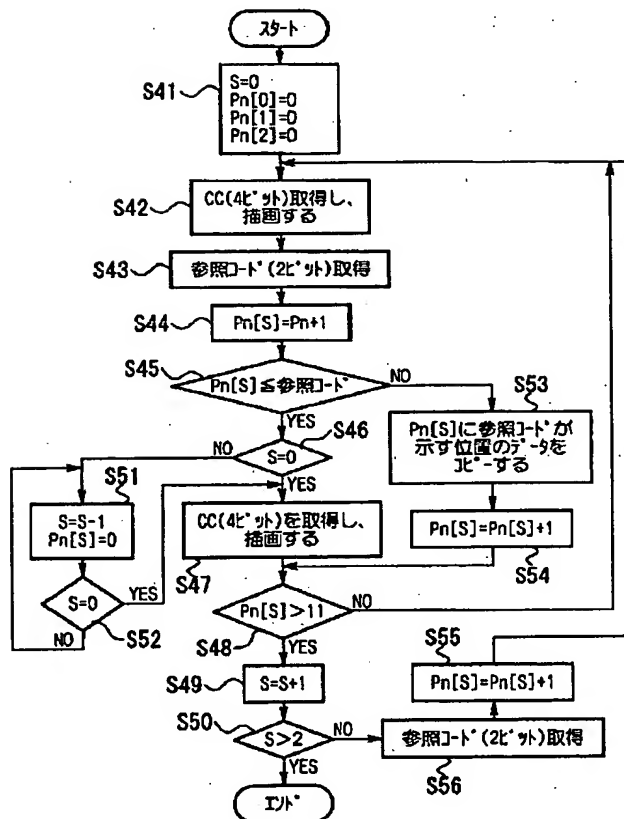 スタート
S41
S=0
Pn[0]=0
Pn[1]=0
Pn[2]=0
S42
CC(4ビット)取得し、
描画する
S43
参照コード(2ビット)取得
S44
Pn[S]=Pn+1
S45
Pn[S]≦参照コード
NO
YES
S46
S=0
NO
YES
S53
Pn[S]に参照コードが
示す位置のデータを
コピーする
S51
S=S-1
Pn[S]=0
CC(4ビット)を取得し、
描画する
S47
Pn[S]=Pn[S]+1
S54
S=0
YES
NO
S52
Pn[S]>11
NO
S48
YES
S55
Pn[S]=Pn[S]+1
S49
S=S+1
S50
S>2
NO
YES
参照コード(2ビット)取得
S56
エンド